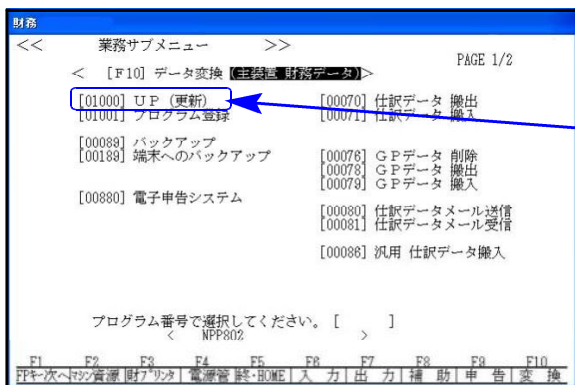 財務
<<　業務サブメニュー　>>
PAGE 1/2
<　[F10] データ変換 (主装置 財務データ)>
[01000] UP (更新)
[01001] プログラム登録
[00089] バックアップ
[00189] 端末へのバックアップ
[00880] 電子申告システム
[00070] 仕訳データ 搬出
[00071] 仕訳データ 搬入
[00076] GPデータ 削除
[00078] GPデータ 搬出
[00079] GPデータ 搬入
[00080] 仕訳データメール送信
[00081] 仕訳データメール受信
[00086] 汎用 仕訳データ搬入
プログラム番号で選択してください。 [　　]
<　NPP802　>
F1 F2 F3 F4 F5 F6 F7 F8 F9 F10
FPキー次へ マシン資源 財プリンタ 電源管 終・HOME 入 力 出 力 補 助 申 告 変 換